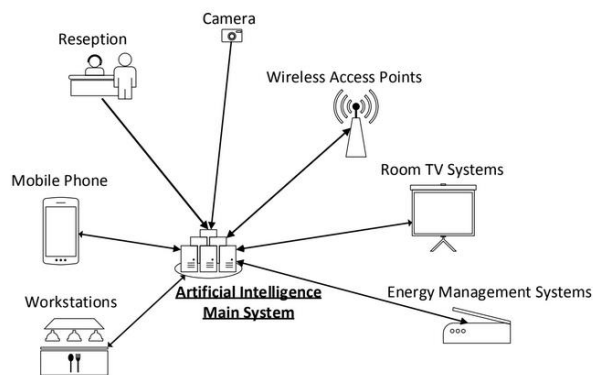 Camera
Reseption
Wireless Access Points
Room TV Systems
Mobile Phone
Energy Management Systems
Artificial Intelligence
Main System
Workstations